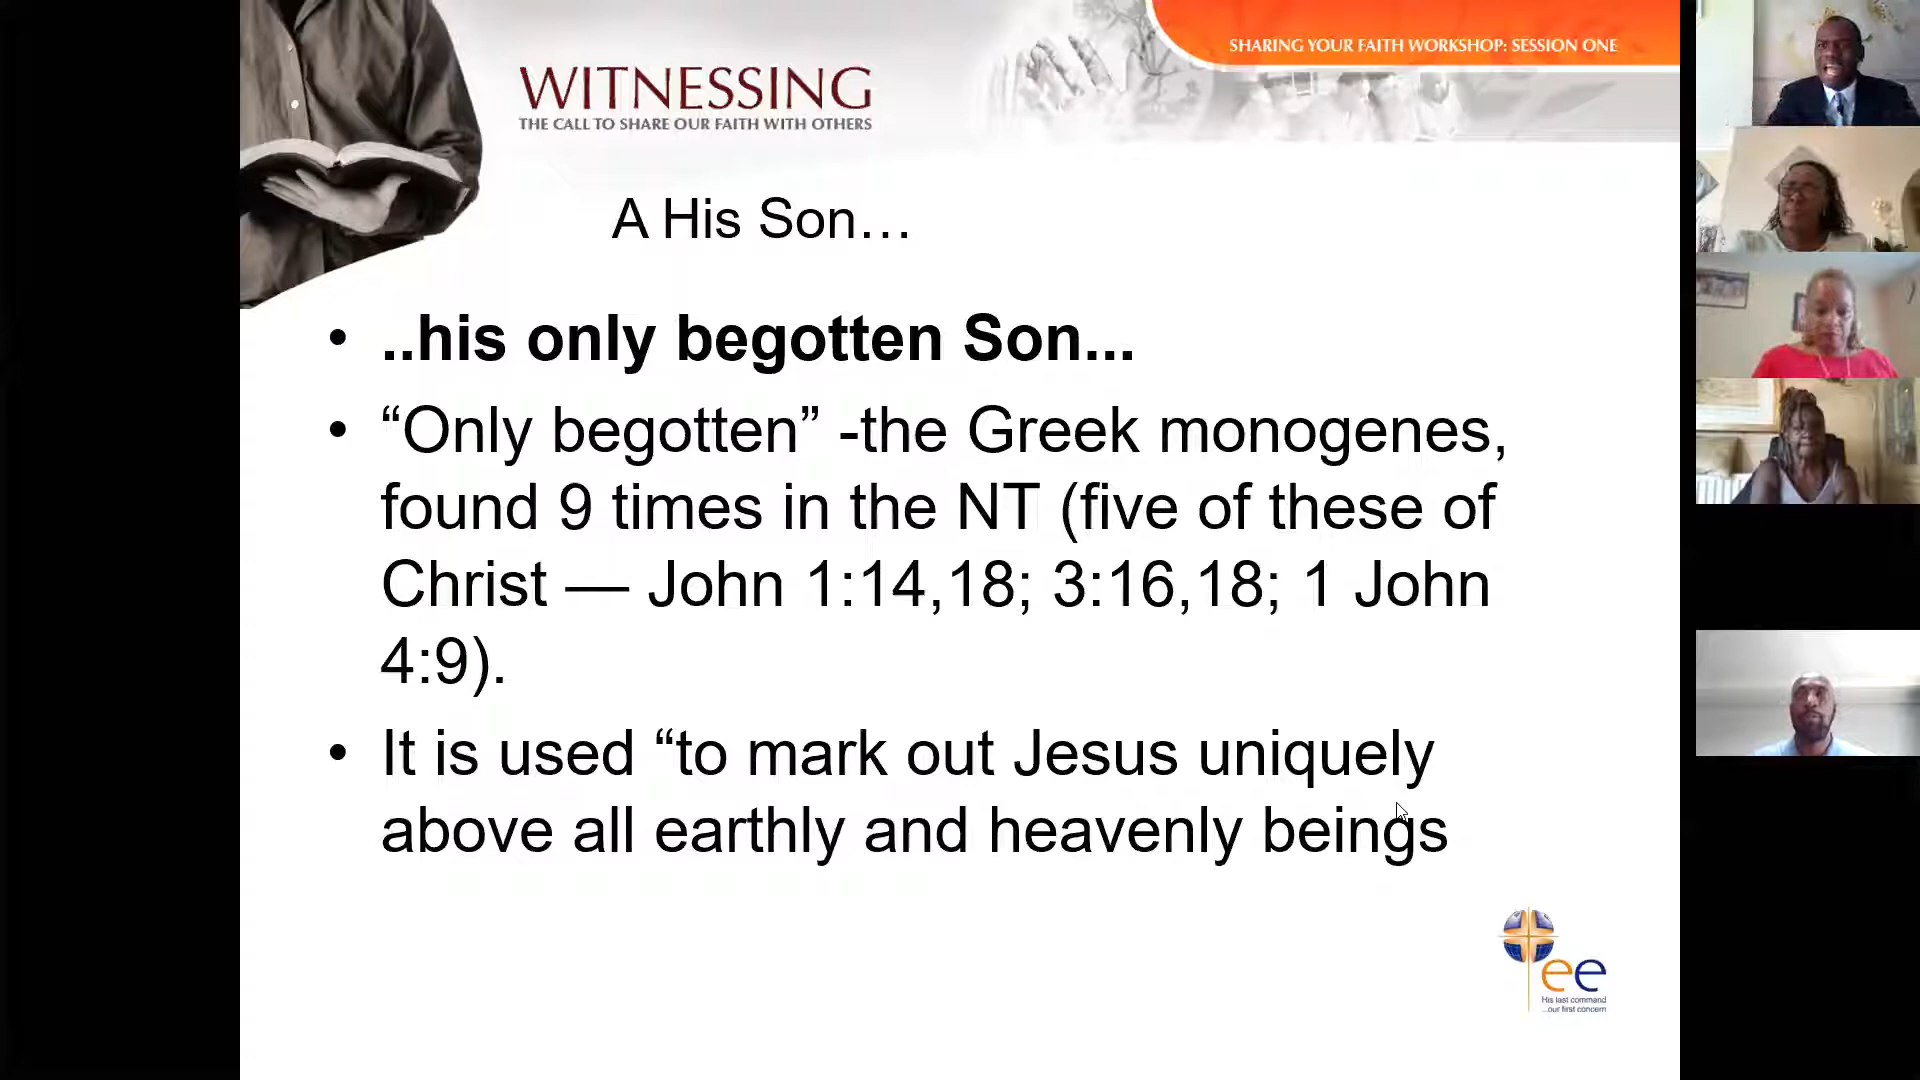 SHARING YOUR FAITH WORKSHOP: SESSION ONE
WITNESSING
THE CALL TO SHARE OUR FAITH WITH OTHERS
A His Son…
• ..his only begotten Son...
• “Only begotten” -the Greek monogenes,
found 9 times in the NT (five of these of
Christ — John 1:14,18; 3:16,18; 1 John
4:9).
• It is used “to mark out Jesus uniquely
above all earthly and heavenly beings
ee
His last command
...our first concern